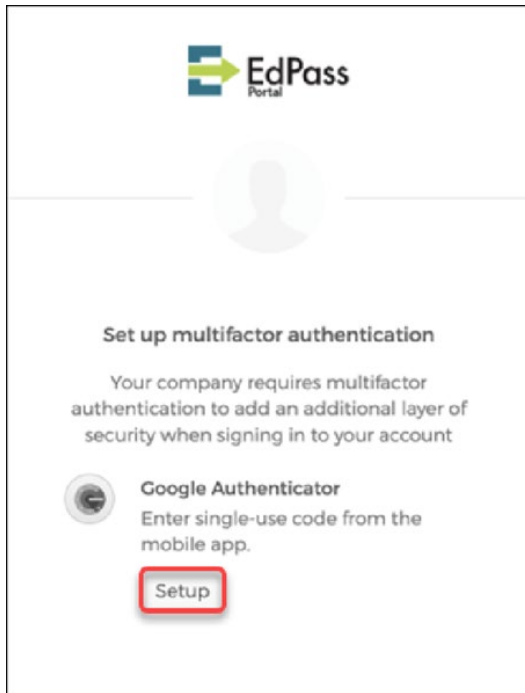 EdPass
Portal
Set up multifactor authentication
Your company requires multifactor
authentication to add an additional layer of
security when signing in to your account
Google Authenticator
Enter single-use code from the
mobile app.
Setup